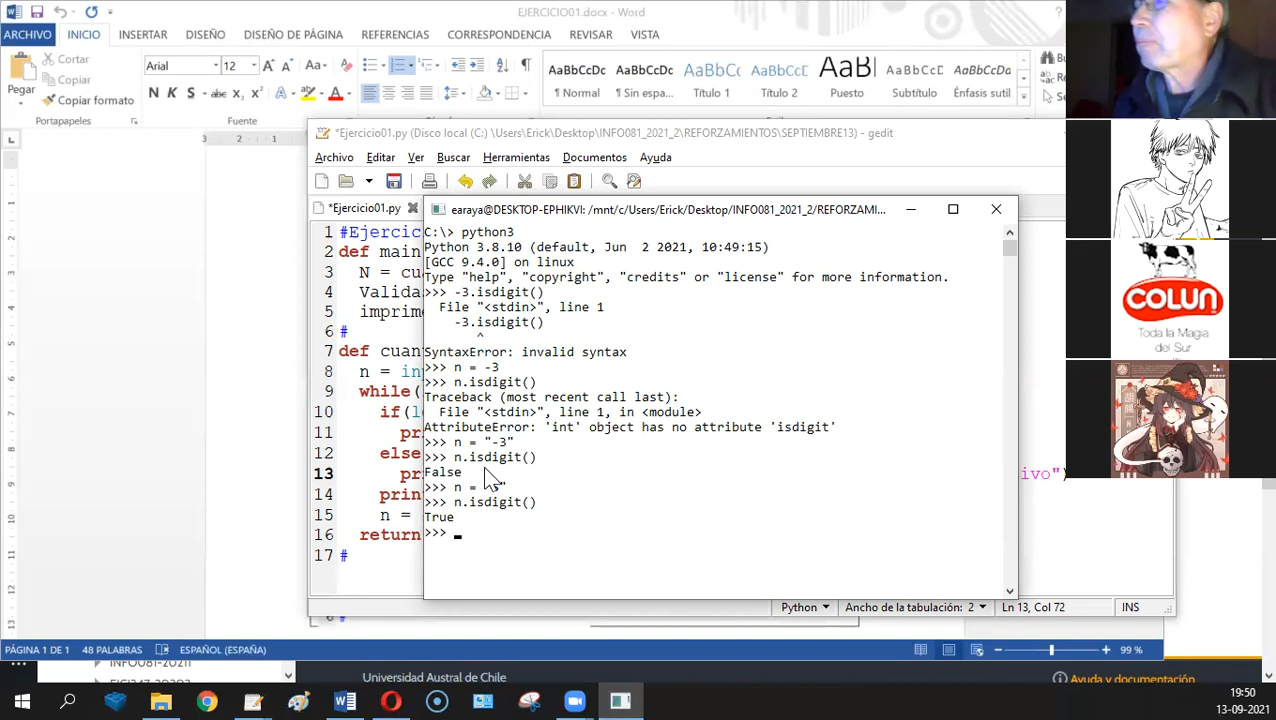 EJERCICIO01.docx - Word
ARCHIVO INICIO INSERTAR DISEÑO DISEÑO DE PÁGINA REFERENCIAS CORRESPONDENCIA REVISAR VISTA
Cortar
Copiar
Copiar formato
Pegar
Portapapeles
Arial 12
Fuente
AaBbCcDc AaBbCcDc AaBbCc AaBbCcD AaB AaBbCcD AaBbCcDc
¶ Normal ¶ Sin espa... Título 1 Título 2 Puesto Subtítulo Énfasis sutil
*Ejercicio01.py (Disco local (C:) \Users\Erick\Desktop\INFO081_2021_2\REFORZAMIENTOS\SEPTIEMBRE13) - gedit
Archivo Editar Ver Buscar Herramientas Documentos Ayuda
*Ejercicio01.py
1 #Ejercic
2 def main
3 N = cua
4 Valida
5 imprime
6 #
7 def cuan
8 n = in
9 while(
10 if(l
11 pr
12 else
13 pr ivo")
14 prin
15 n =
16 return
17 #
earaya@DESKTOP-EPHIKVI: /mnt/c/Users/Erick/Desktop/INFO081_2021_2/REFORZAMI...
C:\> python3
Python 3.8.10 (default, Jun 2 2021, 10:49:15)
[GCC 9.4.0] on linux
Type "help", "copyright", "credits" or "license" for more information.
>>> -3.isdigit()
File "<stdin>", line 1
-3.isdigit()
^
SyntaxError: invalid syntax
>>> n = -3
>>> n.isdigit()
Traceback (most recent call last):
File "<stdin>", line 1, in <module>
AttributeError: 'int' object has no attribute 'isdigit'
>>> n = "-3"
>>> n.isdigit()
False
>>> n = "
>>> n.isdigit()
True
>>>
Python Ancho de la tabulación: 2 Ln 13, Col 72 INS
PÁGINA 1 DE 1 48 PALABRAS ESPAÑOL (ESPAÑA) 99 %
INFO081-20211
Universidad Austral de Chile
Ayuda y documentación
COLUN
Toda la Magia
del Sur
19:50
13-09-2021